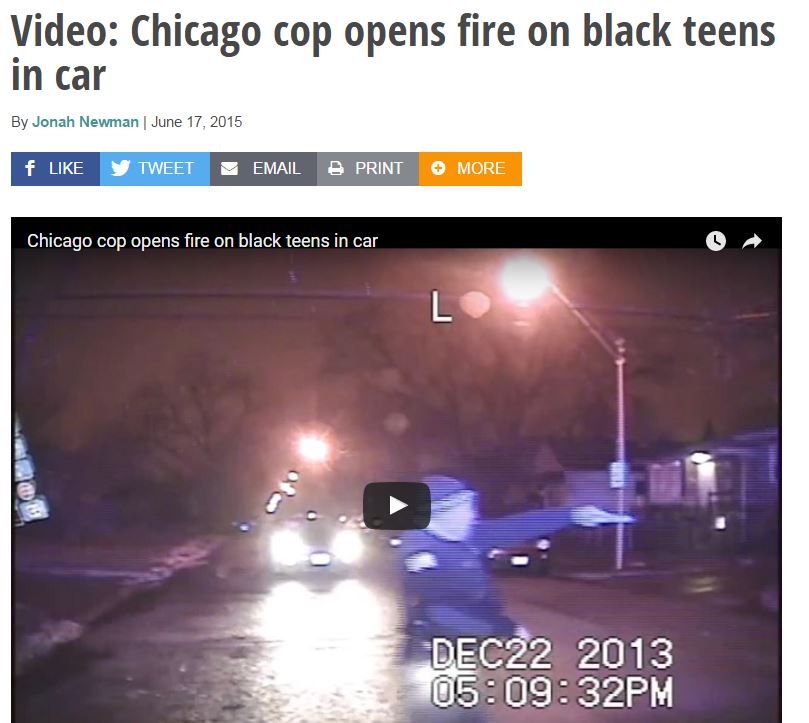 Video: Chicago cop opens fire on black teens
in car
By Jonah Newman | June 17, 2015
f LIKE TWEET EMAIL PRINT MORE
Chicago cop opens fire on black teens in car
L
DEC22 2013
05:09:32PM